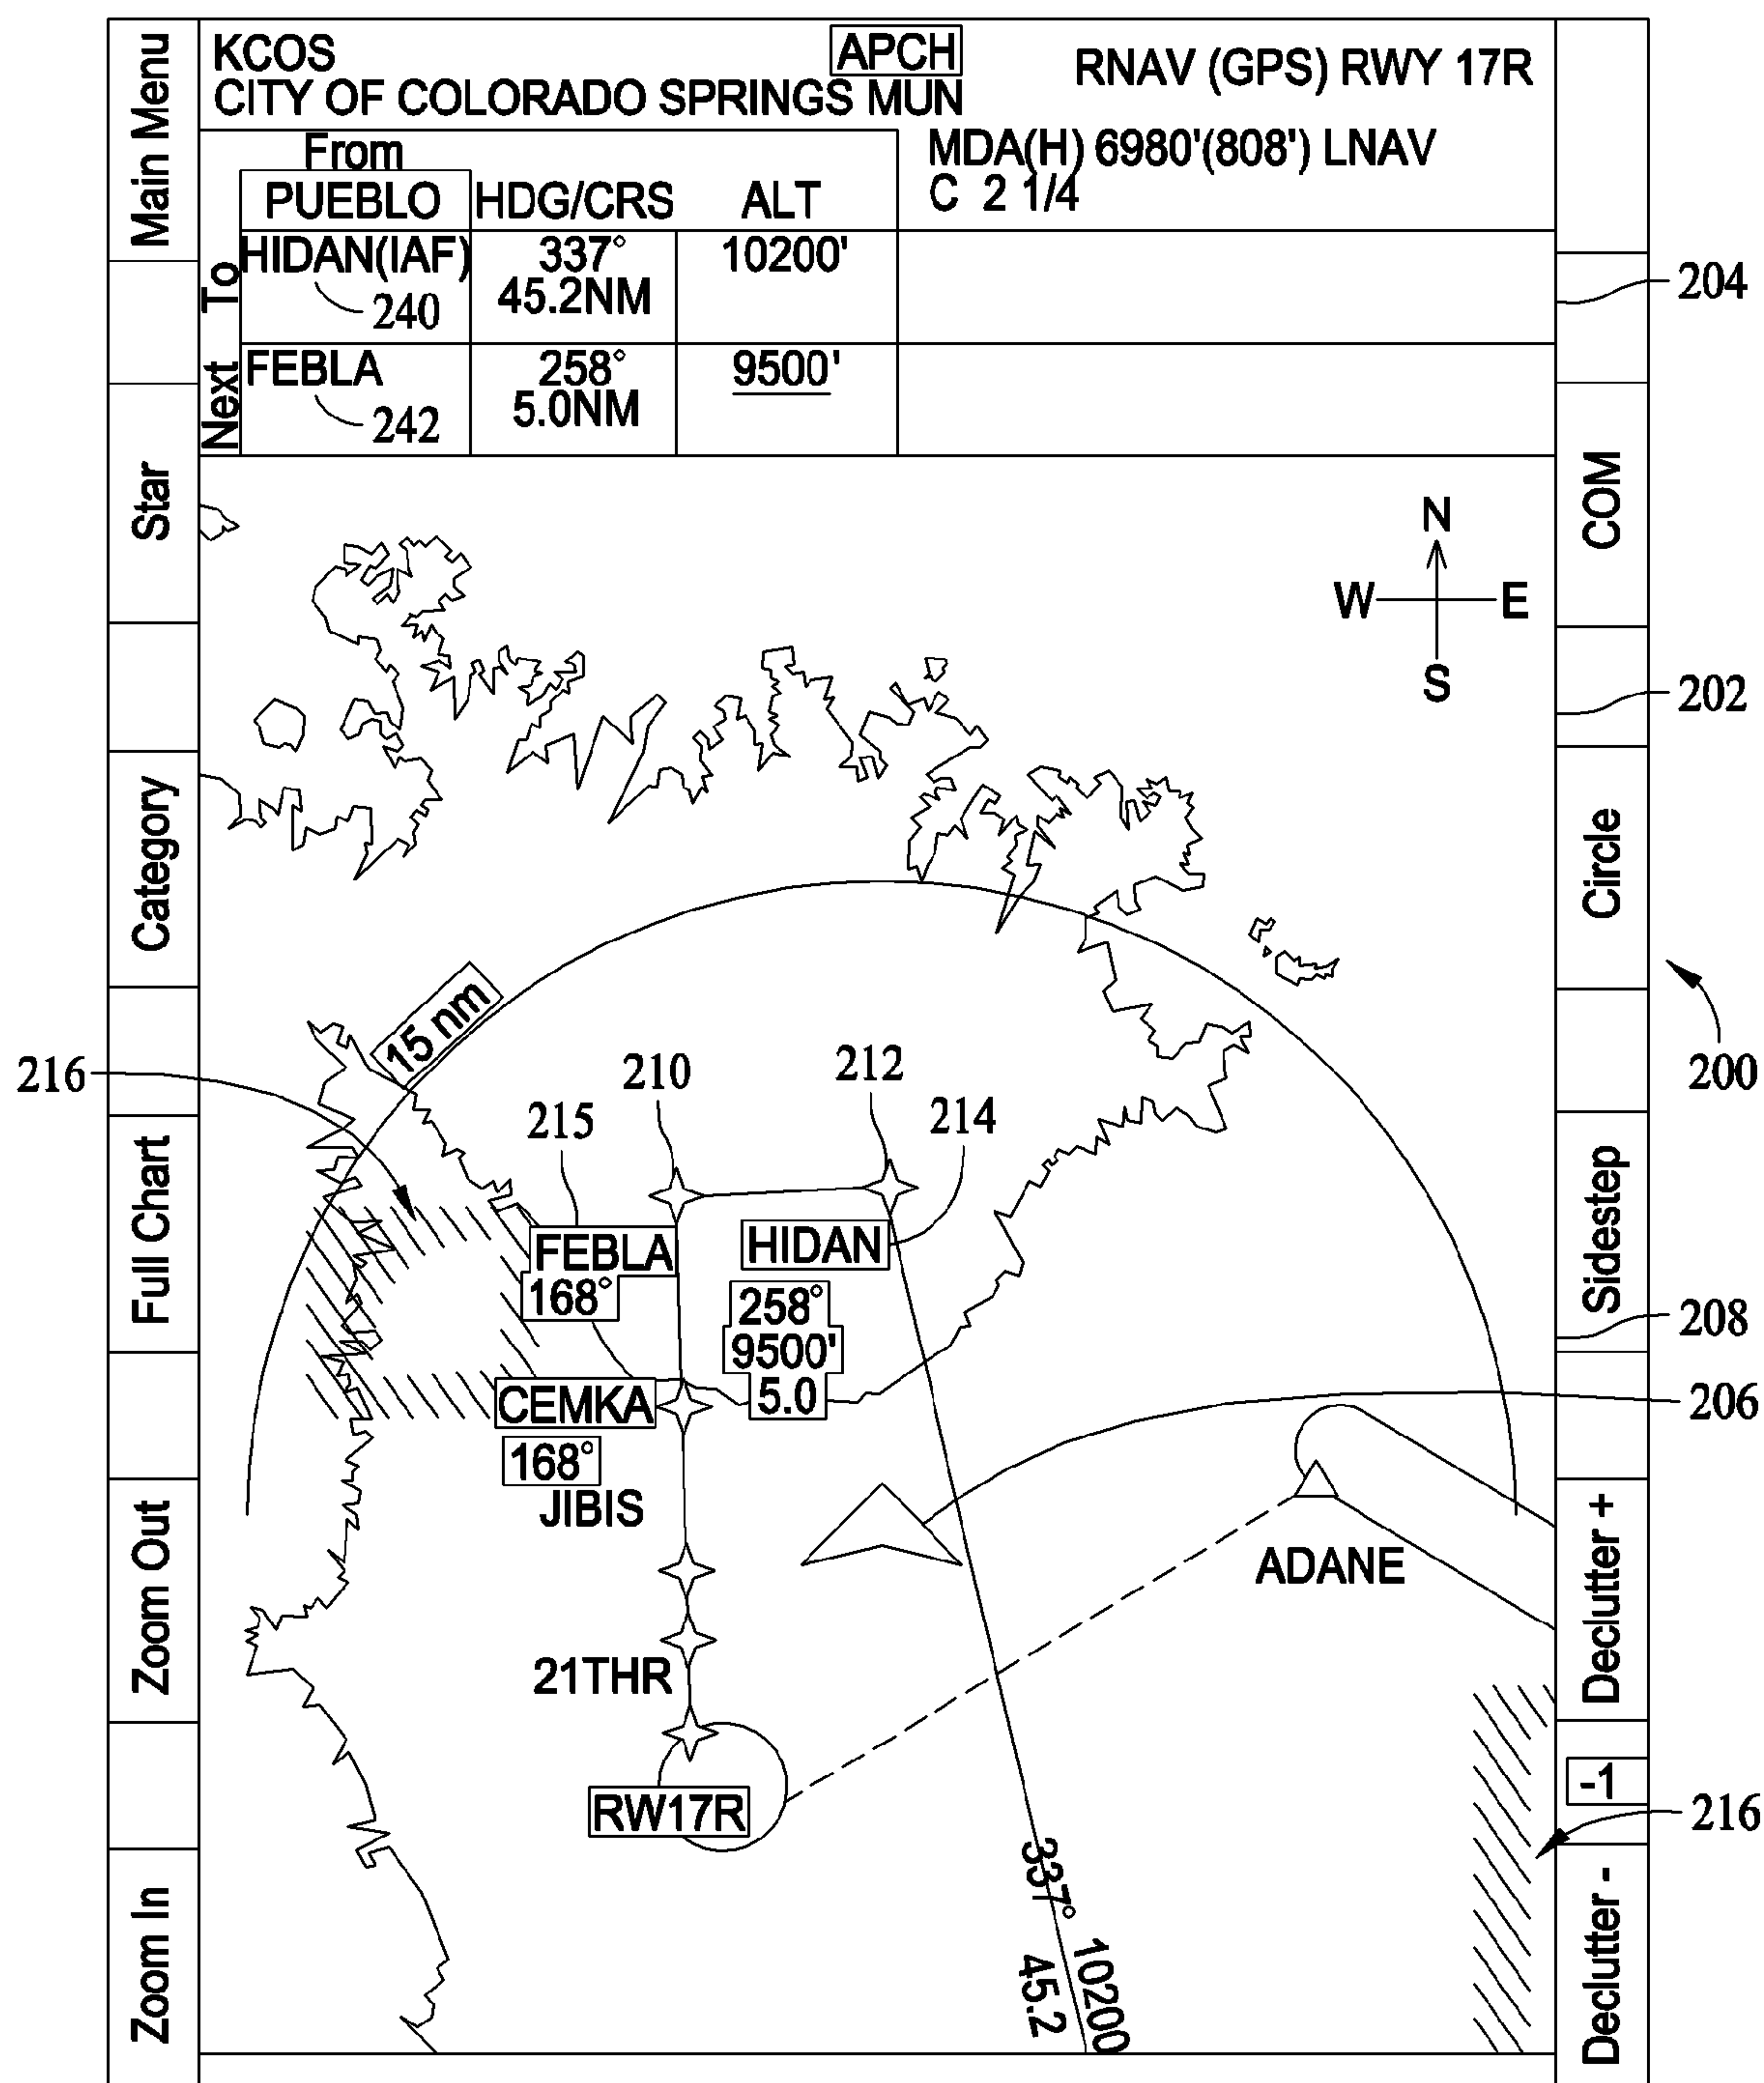 KCOS
APCH
RNAV (GPS) RWY 17R
CITY OF COLORADO SPRINGS MUN
From
MDA(H) 6980'(808') LNAV
C 2 1/4
PUEBLO HDG/CRS ALT
To
HIDAN(IAF) 337° 10200'
240 45.2NM
Next
FEBLA 258° 9500'
242 5.0NM
Main Menu
Star
Category
Full Chart
Zoom Out
Zoom In
204
COM
202
Circle
200
Sidestep
208
206
Declutter +
-1
216
Declutter -
N
W E
S
15 nm
216
210
212
215
214
FEBLA
168°
HIDAN
258°
9500'
5.0
CEMKA
168°
JIBIS
ADANE
21THR
RW17R
337° 10200
45.2